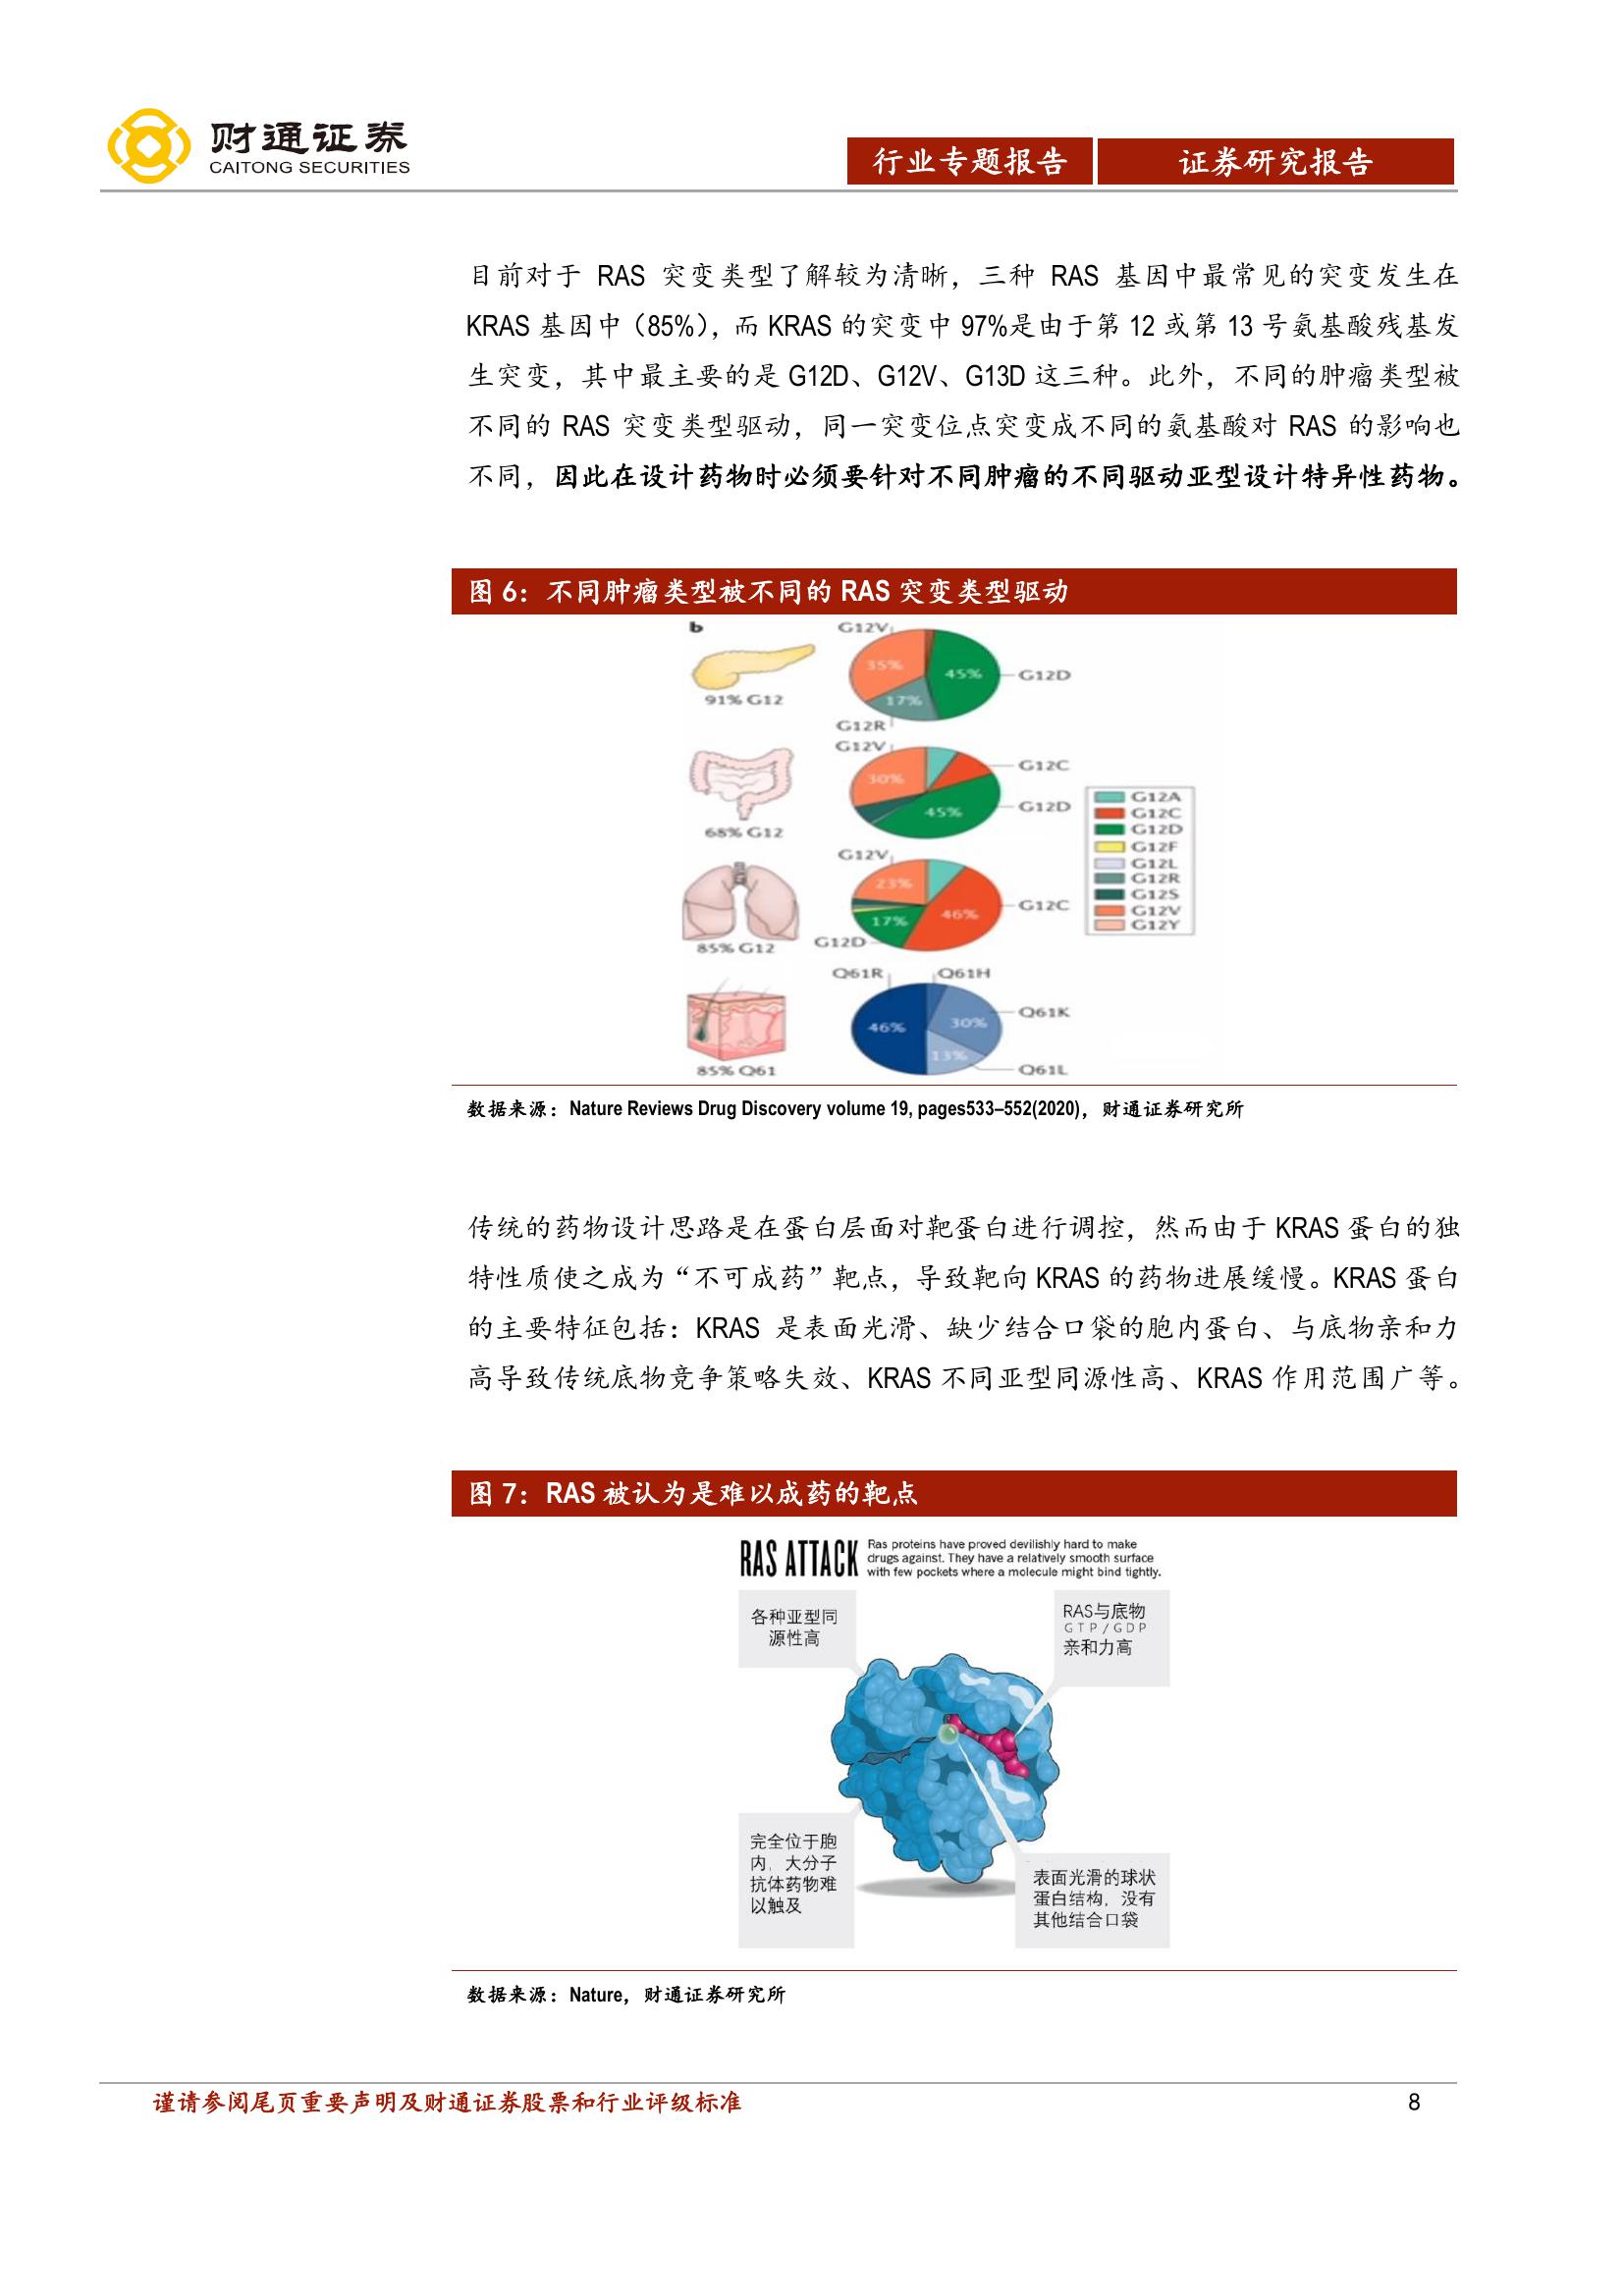 财通证券
CAITONG SECURITIES
行业专题报告 证券研究报告
目前对于 RAS 突变类型了解较为清晰，三种 RAS 基因中最常见的突变发生在
KRAS 基因中（85%），而 KRAS 的突变中 97%是由于第 12 或第 13 号氨基酸残基发
生突变，其中最主要的是 G12D、G12V、G13D 这三种。此外，不同的肿瘤类型被
不同的 RAS 突变类型驱动，同一突变位点突变成不同的氨基酸对 RAS 的影响也
不同，因此在设计药物时必须要针对不同肿瘤的不同驱动亚型设计特异性药物。
图 6：不同肿瘤类型被不同的 RAS 突变类型驱动
b
G12V
35%
45%
G12D
17%
91% G12
G12R
G12V
G12C
30%
G12D
45%
68% G12
G12V
23%
G12C
46%
17%
G12D
85% G12
G12A
G12C
G12D
G12F
G12L
G12R
G12S
G12V
G12Y
Q61R
Q61H
Q61K
46%
30%
13%
Q61L
85% Q61
数据来源：Nature Reviews Drug Discovery volume 19, pages533–552(2020)，财通证券研究所
传统的药物设计思路是在蛋白层面对靶蛋白进行调控，然而由于 KRAS 蛋白的独
特性质使之成为“不可成药”靶点，导致靶向 KRAS 的药物进展缓慢。KRAS 蛋白
的主要特征包括：KRAS 是表面光滑、缺少结合口袋的胞内蛋白、与底物亲和力
高导致传统底物竞争策略失效、KRAS 不同亚型同源性高、KRAS 作用范围广等。
图 7：RAS 被认为是难以成药的靶点
RAS ATTACK
Ras proteins have proved devilishly hard to make
drugs against. They have a relatively smooth surface
with few pockets where a molecule might bind tightly.
各种亚型同
源性高
RAS与底物
GTP/GDP
亲和力高
完全位于胞
内，大分子
抗体药物难
以触及
表面光滑的球状
蛋白结构，没有
其他结合口袋
数据来源：Nature，财通证券研究所
谨请参阅尾页重要声明及财通证券股票和行业评级标准 8